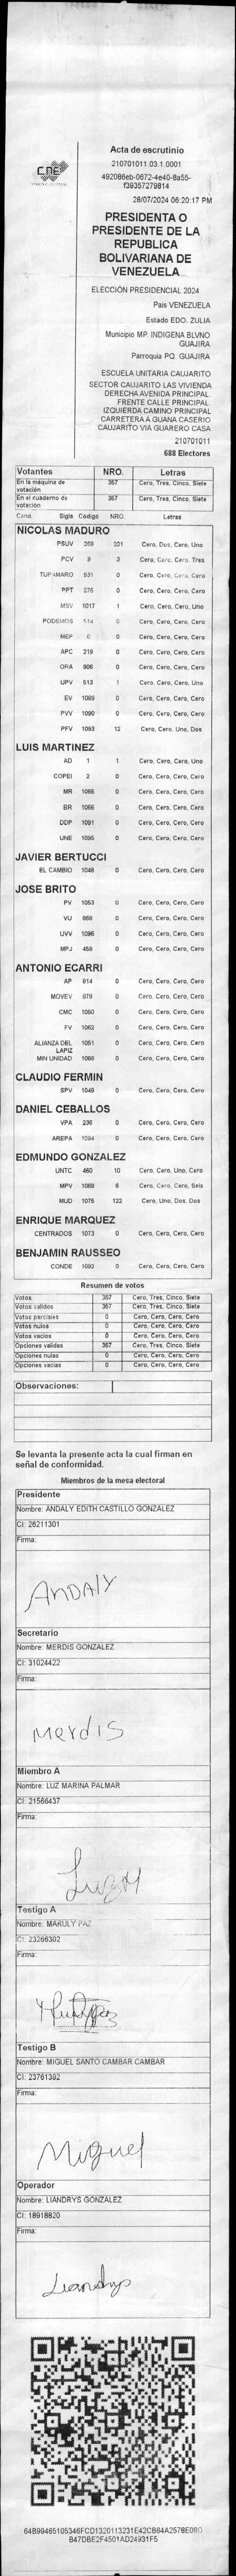 CNE
Acta de escrutinio
210701011.03.1.0001
492086eb-0672-4e40-8a55-
f39357279814
28/07/2024 06:20:17 PM
PRESIDENTA O
PRESIDENTE DE LA
REPUBLICA
BOLIVARIANA DE
VENEZUELA
ELECCIÓN PRESIDENCIAL 2024
Pais VENEZUELA
Estado EDO. ZULIA
Municipio MP. INDIGENA BLVNO
GUAJIRA
Parroquia PQ. GUAJIRA
ESCUELA UNITARIA CAUJARITO
SECTOR CAUJARITO LAS VIVIENDA
DERECHA AVENIDA PRINCIPAL.
FRENTE CALLE PRINCIPAL.
IZQUIERDA CAMINO PRINCIPAL
CARRETERA A GUANA CASERIO
CAUJARITO VIA GUARERO CASA
210701011
688 Electores
Votantes NRO. Letras
En la máquina de votación 357 Cero, Tres, Cinco, Siete
En el cuaderno de votación 357 Cero, Tres, Cinco, Siete
Cand. Sigla Código NRO. Letras
NICOLAS MADURO
PSUV 269 201 Cero, Dos, Cero, Uno
PCV 9 3 Cero, Cero, Cero, Tres
TUPAMARO 931 0 Cero, Cero, Cero, Cero
PPT 276 0 Cero, Cero, Cero, Cero
MSV 1017 1 Cero, Cero, Cero, Uno
PODEMOS 514 0 Cero, Cero, Cero, Cero
MEP 6 0 Cero, Cero, Cero, Cero
APC 219 0 Cero, Cero, Cero, Cero
ORA 906 0 Cero, Cero, Cero, Cero
UPV 513 1 Cero, Cero, Cero, Uno
EV 1089 0 Cero, Cero, Cero, Cero
PVV 1090 0 Cero, Cero, Cero, Cero
PFV 1093 12 Cero, Cero, Uno, Dos
LUIS MARTINEZ
AD 1 1 Cero, Cero, Cero, Uno
COPEI 2 0 Cero, Cero, Cero, Cero
MR 1065 0 Cero, Cero, Cero, Cero
BR 1066 0 Cero, Cero, Cero, Cero
DDP 1091 0 Cero, Cero, Cero, Cero
UNE 1095 0 Cero, Cero, Cero, Cero
JAVIER BERTUCCI
EL CAMBIO 1048 0 Cero, Cero, Cero, Cero
JOSE BRITO
PV 1053 0 Cero, Cero, Cero, Cero
VU 868 0 Cero, Cero, Cero, Cero
UVV 1096 0 Cero, Cero, Cero, Cero
MPJ 458 0 Cero, Cero, Cero, Cero
ANTONIO ECARRI
AP 814 0 Cero, Cero, Cero, Cero
MOVEV 878 0 Cero, Cero, Cero, Cero
CMC 1050 0 Cero, Cero, Cero, Cero
FV 1062 0 Cero, Cero, Cero, Cero
ALIANZA DEL LAPIZ 1051 0 Cero, Cero, Cero, Cero
MIN UNIDAD 1068 0 Cero, Cero, Cero, Cero
CLAUDIO FERMIN
SPV 1049 0 Cero, Cero, Cero, Cero
DANIEL CEBALLOS
VPA 236 0 Cero, Cero, Cero, Cero
AREPA 1094 0 Cero, Cero, Cero, Cero
EDMUNDO GONZALEZ
UNTC 460 10 Cero, Cero, Uno, Cero
MPV 1069 6 Cero, Cero, Cero, Seis
MUD 1075 122 Cero, Uno, Dos, Dos
ENRIQUE MARQUEZ
CENTRADOS 1073 0 Cero, Cero, Cero, Cero
BENJAMIN RAUSSEO
CONDE 1092 0 Cero, Cero, Cero, Cero
Resumen de votos
Votos 357 Cero, Tres, Cinco, Siete
Votos validos 357 Cero, Tres, Cinco, Siete
Votos parciales 0 Cero, Cero, Cero, Cero
Votos nulos 0 Cero, Cero, Cero, Cero
Votos vacios 0 Cero, Cero, Cero, Cero
Opciones validas 357 Cero, Tres, Cinco, Siete
Opciones nulas 0 Cero, Cero, Cero, Cero
Opciones vacias 0 Cero, Cero, Cero, Cero
Observaciones:
Se levanta la presente acta la cual firman en
señal de conformidad.
Miembros de la mesa electoral
Presidente
Nombre: ANDALY EDITH CASTILLO GONZALEZ
CI: 26211301
Firma:
ANDALY
Secretario
Nombre: MERDIS GONZALEZ
CI: 31024422
Firma:
Merdis
Miembro A
Nombre: LUZ MARINA PALMAR
CI: 21566437
Firma:
Luz M
Testigo A
Nombre: MARULY PAZ
CI: 23266302
Firma:
Testigo B
Nombre: MIGUEL SANTO CAMBAR CAMBAR
CI: 23761392
Firma:
Miguel
Operador
Nombre: LIANDRYS GONZALEZ
CI: 18918820
Firma:
Liandrys
64B99465105346FCD1320113231E42CB64A2578E08D
B47DBE2F4501AD24931F5